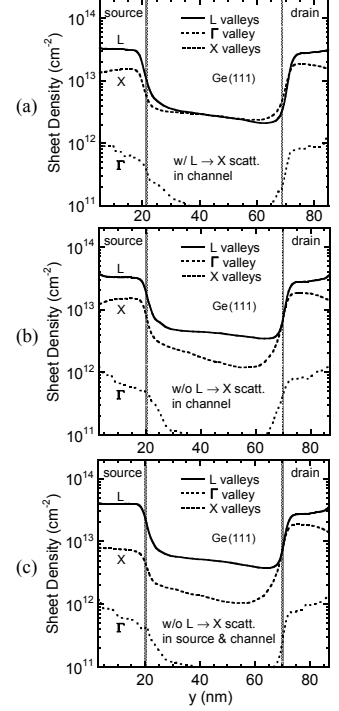 source
drain
L valleys
Γ valley
X valleys
L
X
Γ
Ge(111)
w/ L → X scatt.
in channel
(a)
Sheet Density (cm⁻²)
10¹⁴
10¹³
10¹²
10¹¹
0 20 40 60 80
source
drain
L valleys
Γ valley
X valleys
L
X
Γ
Ge(111)
w/o L → X scatt.
in channel
(b)
Sheet Density (cm⁻²)
10¹⁴
10¹³
10¹²
10¹¹
0 20 40 60 80
source
drain
L valleys
Γ valley
X valleys
L
X
Γ
Ge(111)
w/o L → X scatt.
in source & channel
(c)
Sheet Density (cm⁻²)
10¹⁴
10¹³
10¹²
10¹¹
0 20 40 60 80
y (nm)